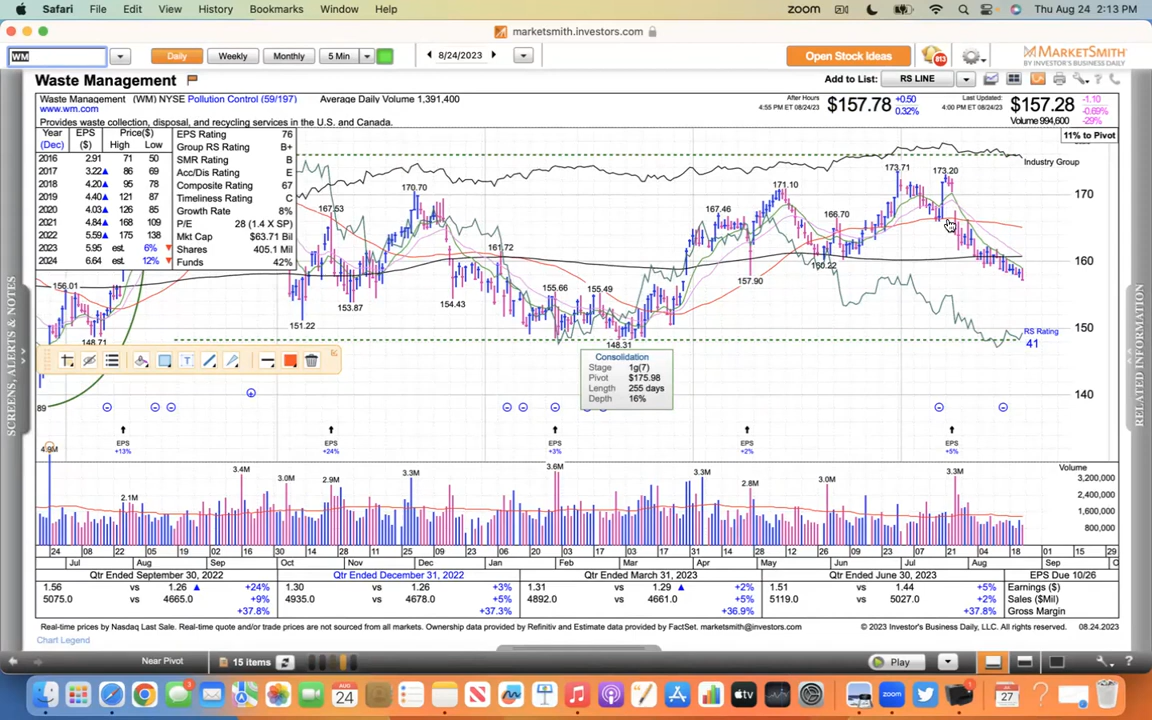 Safari File Edit View History Bookmarks Window Help zoom Thu Aug 24 2:13 PM
marketsmith.investors.com
WM Daily Weekly Monthly 5 Min 8/24/2023 Open Stock Ideas 813 MARKETSMITH
BY INVESTOR'S BUSINESS DAILY
Waste Management Add to List: RS LINE
Waste Management (WM) NYSE Pollution Control (59/197) Average Daily Volume 1,391,400
www.wm.com
Provides waste collection, disposal, and recycling services in the U.S. and Canada.
After Hours
4:55 PM ET 08/24/23
$157.78 +0.50
0.32%
Last Updated:
4:00 PM ET 08/24/23
$157.28 -1.10
-0.69%
Volume 994,600 -29%
11% to Pivot
Year EPS Price($)
(Dec) ($) High Low
2016 2.91 71 50
2017 3.22 86 69
2018 4.20 95 78
2019 4.40 121 87
2020 4.03 126 85
2021 4.84 168 109
2022 5.59 175 138
2023 5.95 est. 6%
2024 6.64 est. 12%
EPS Rating 76
Group RS Rating B+
SMR Rating B
Acc/Dis Rating E
Composite Rating 67
Timeliness Rating C
Growth Rate 8%
P/E 28 (1.4 X SP)
Mkt Cap $63.71 Bil
Shares 405.1 Mil
Funds 42%
Industry Group
173.71 173.20
170.70 171.10 170
167.53 167.46 166.70
161.72 160.22 160
156.01 157.90
155.66 155.49
154.43 153.87
151.22 150
148.71 148.31
RS Rating
41
Consolidation
Stage 1g(7)
Pivot $175.98
Length 255 days
Depth 16%
140
89
EPS EPS EPS EPS EPS
+13% +24% +3% +2% +5%
Volume
4.9M 2.1M 3.4M 3.0M 2.9M 3.3M 3.6M 3.3M 2.8M 3.0M 3.3M
3,200,000
2,400,000
1,600,000
800,000
24 08 22 05 19 02 16 30 14 28 11 25 09 23 06 20 03 17 03 17 31 14 28 12 26 09 23 07 21 04 18 01 15 29
Jul Aug Sep Oct Nov Dec Jan Feb Mar Apr May Jun Jul Aug Sep O
Qtr Ended September 30, 2022 Qtr Ended December 31, 2022 Qtr Ended March 31, 2023 Qtr Ended June 30, 2023 EPS Due 10/26
1.56 vs 1.26 +24% 1.30 vs 1.26 +3% 1.31 vs 1.29 +2% 1.51 vs 1.44 +5% Earnings ($)
5075.0 vs 4665.0 +9% 4935.0 vs 4678.0 +5% 4892.0 vs 4661.0 +5% 5119.0 vs 5027.0 +2% Sales ($Mil)
+37.8% +37.3% +36.9% +37.8% Gross Margin
Real-time prices by Nasdaq Last Sale. Real-time quote and/or trade prices are not sourced from all markets. Ownership data provided by Refinitiv and Estimate data provided by FactSet. marketsmith@investors.com © 2023 Investor's Business Daily, LLC. All rights reserved. 08.24.2023
Chart Legend
SCREENS, ALERTS & NOTES
RELATED INFORMATION
Near Pivot 15 items Play
3 AUG 24 tv zoom JUL 27